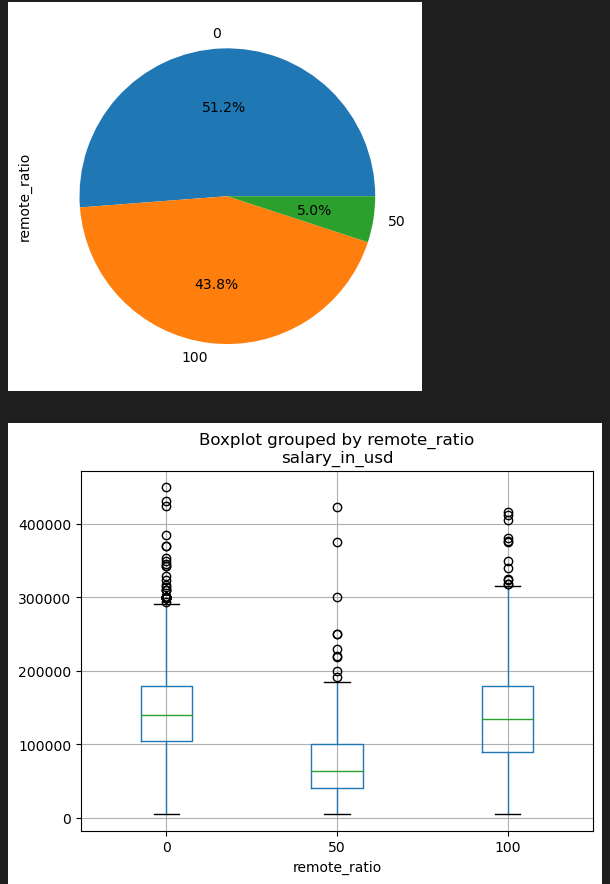 0
51.2%
remote_ratio
5.0%
50
43.8%
100
Boxplot grouped by remote_ratio
salary_in_usd
400000
300000
200000
100000
0
0 50 100
remote_ratio